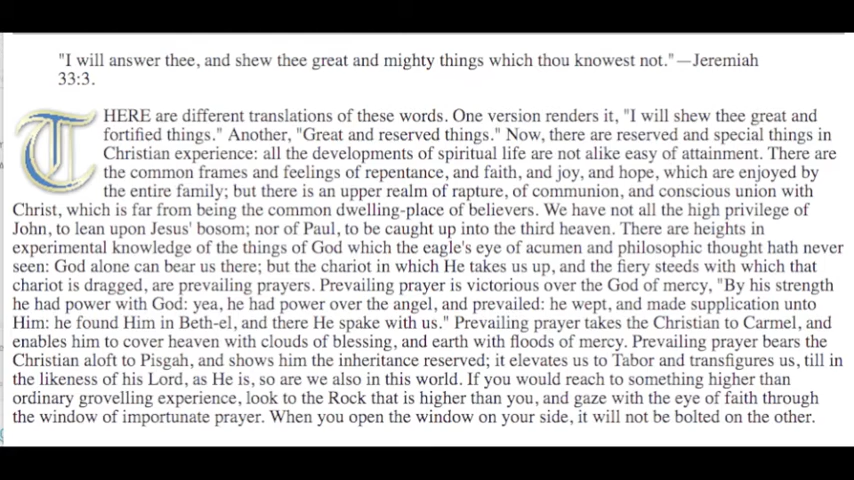 "I will answer thee, and shew thee great and mighty things which thou knowest not."—Jeremiah
33:3.
THERE are different translations of these words. One version renders it, "I will shew thee great and
fortified things." Another, "Great and reserved things." Now, there are reserved and special things in
Christian experience: all the developments of spiritual life are not alike easy of attainment. There are
the common frames and feelings of repentance, and faith, and joy, and hope, which are enjoyed by
the entire family; but there is an upper realm of rapture, of communion, and conscious union with
Christ, which is far from being the common dwelling-place of believers. We have not all the high privilege of
John, to lean upon Jesus' bosom; nor of Paul, to be caught up into the third heaven. There are heights in
experimental knowledge of the things of God which the eagle's eye of acumen and philosophic thought hath never
seen: God alone can bear us there; but the chariot in which He takes us up, and the fiery steeds with which that
chariot is dragged, are prevailing prayers. Prevailing prayer is victorious over the God of mercy, "By his strength
he had power with God: yea, he had power over the angel, and prevailed: he wept, and made supplication unto
Him: he found Him in Beth-el, and there He spake with us." Prevailing prayer takes the Christian to Carmel, and
enables him to cover heaven with clouds of blessing, and earth with floods of mercy. Prevailing prayer bears the
Christian aloft to Pisgah, and shows him the inheritance reserved; it elevates us to Tabor and transfigures us, till in
the likeness of his Lord, as He is, so are we also in this world. If you would reach to something higher than
ordinary grovelling experience, look to the Rock that is higher than you, and gaze with the eye of faith through
the window of importunate prayer. When you open the window on your side, it will not be bolted on the other.